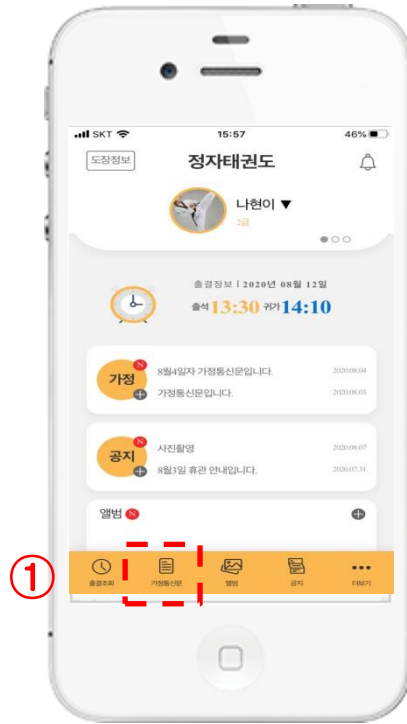 SKT 15:57 46%
도장정보 정자태권도
나현이 ▼
2급
출결정보 | 2020년 08월 12일
출석 13:30 귀가 14:10
가정 N
8월4일자 가정통신문입니다. 2020.08.04
가정통신문입니다. 2020.08.03
공지 N
사진촬영 2020.08.07
8월3일 휴관 안내입니다. 2020.07.31
앨범 N
①
출결조회 가정통신문 앨범 공지 더보기